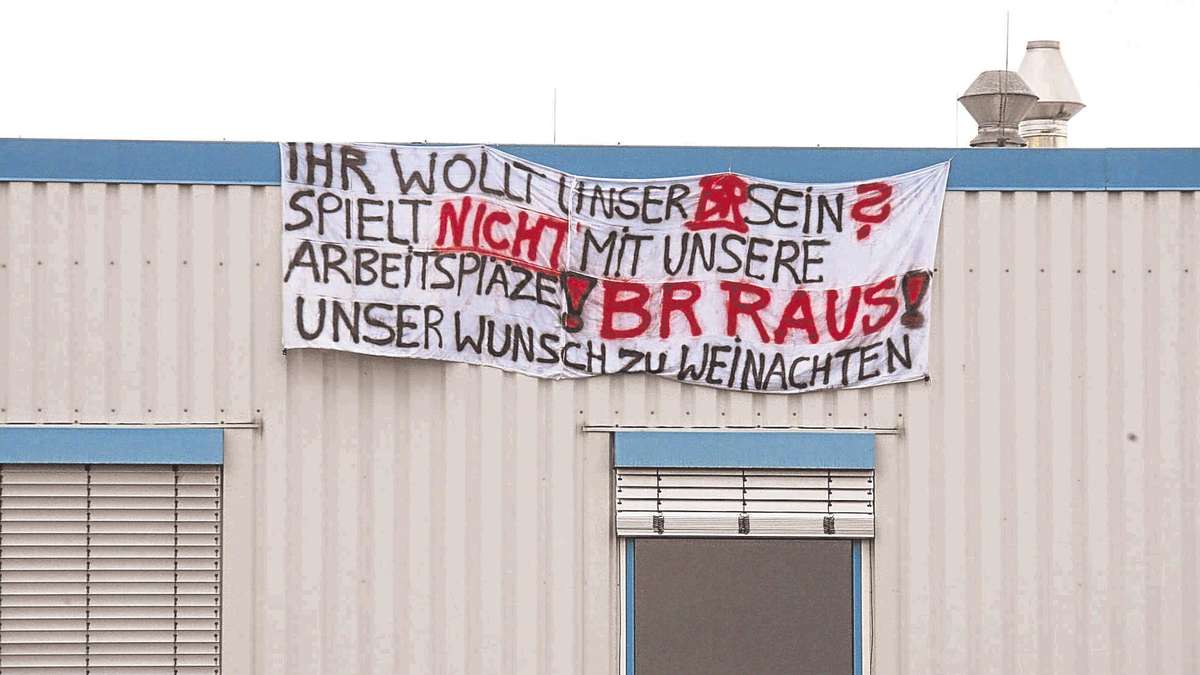 IHR WOLLT UNSER BR SEIN?
SPIELT NICHT MIT UNSERE
ARBEITSPLÄZE! BR RAUS!
UNSER WUNSCH ZU WEINACHTEN